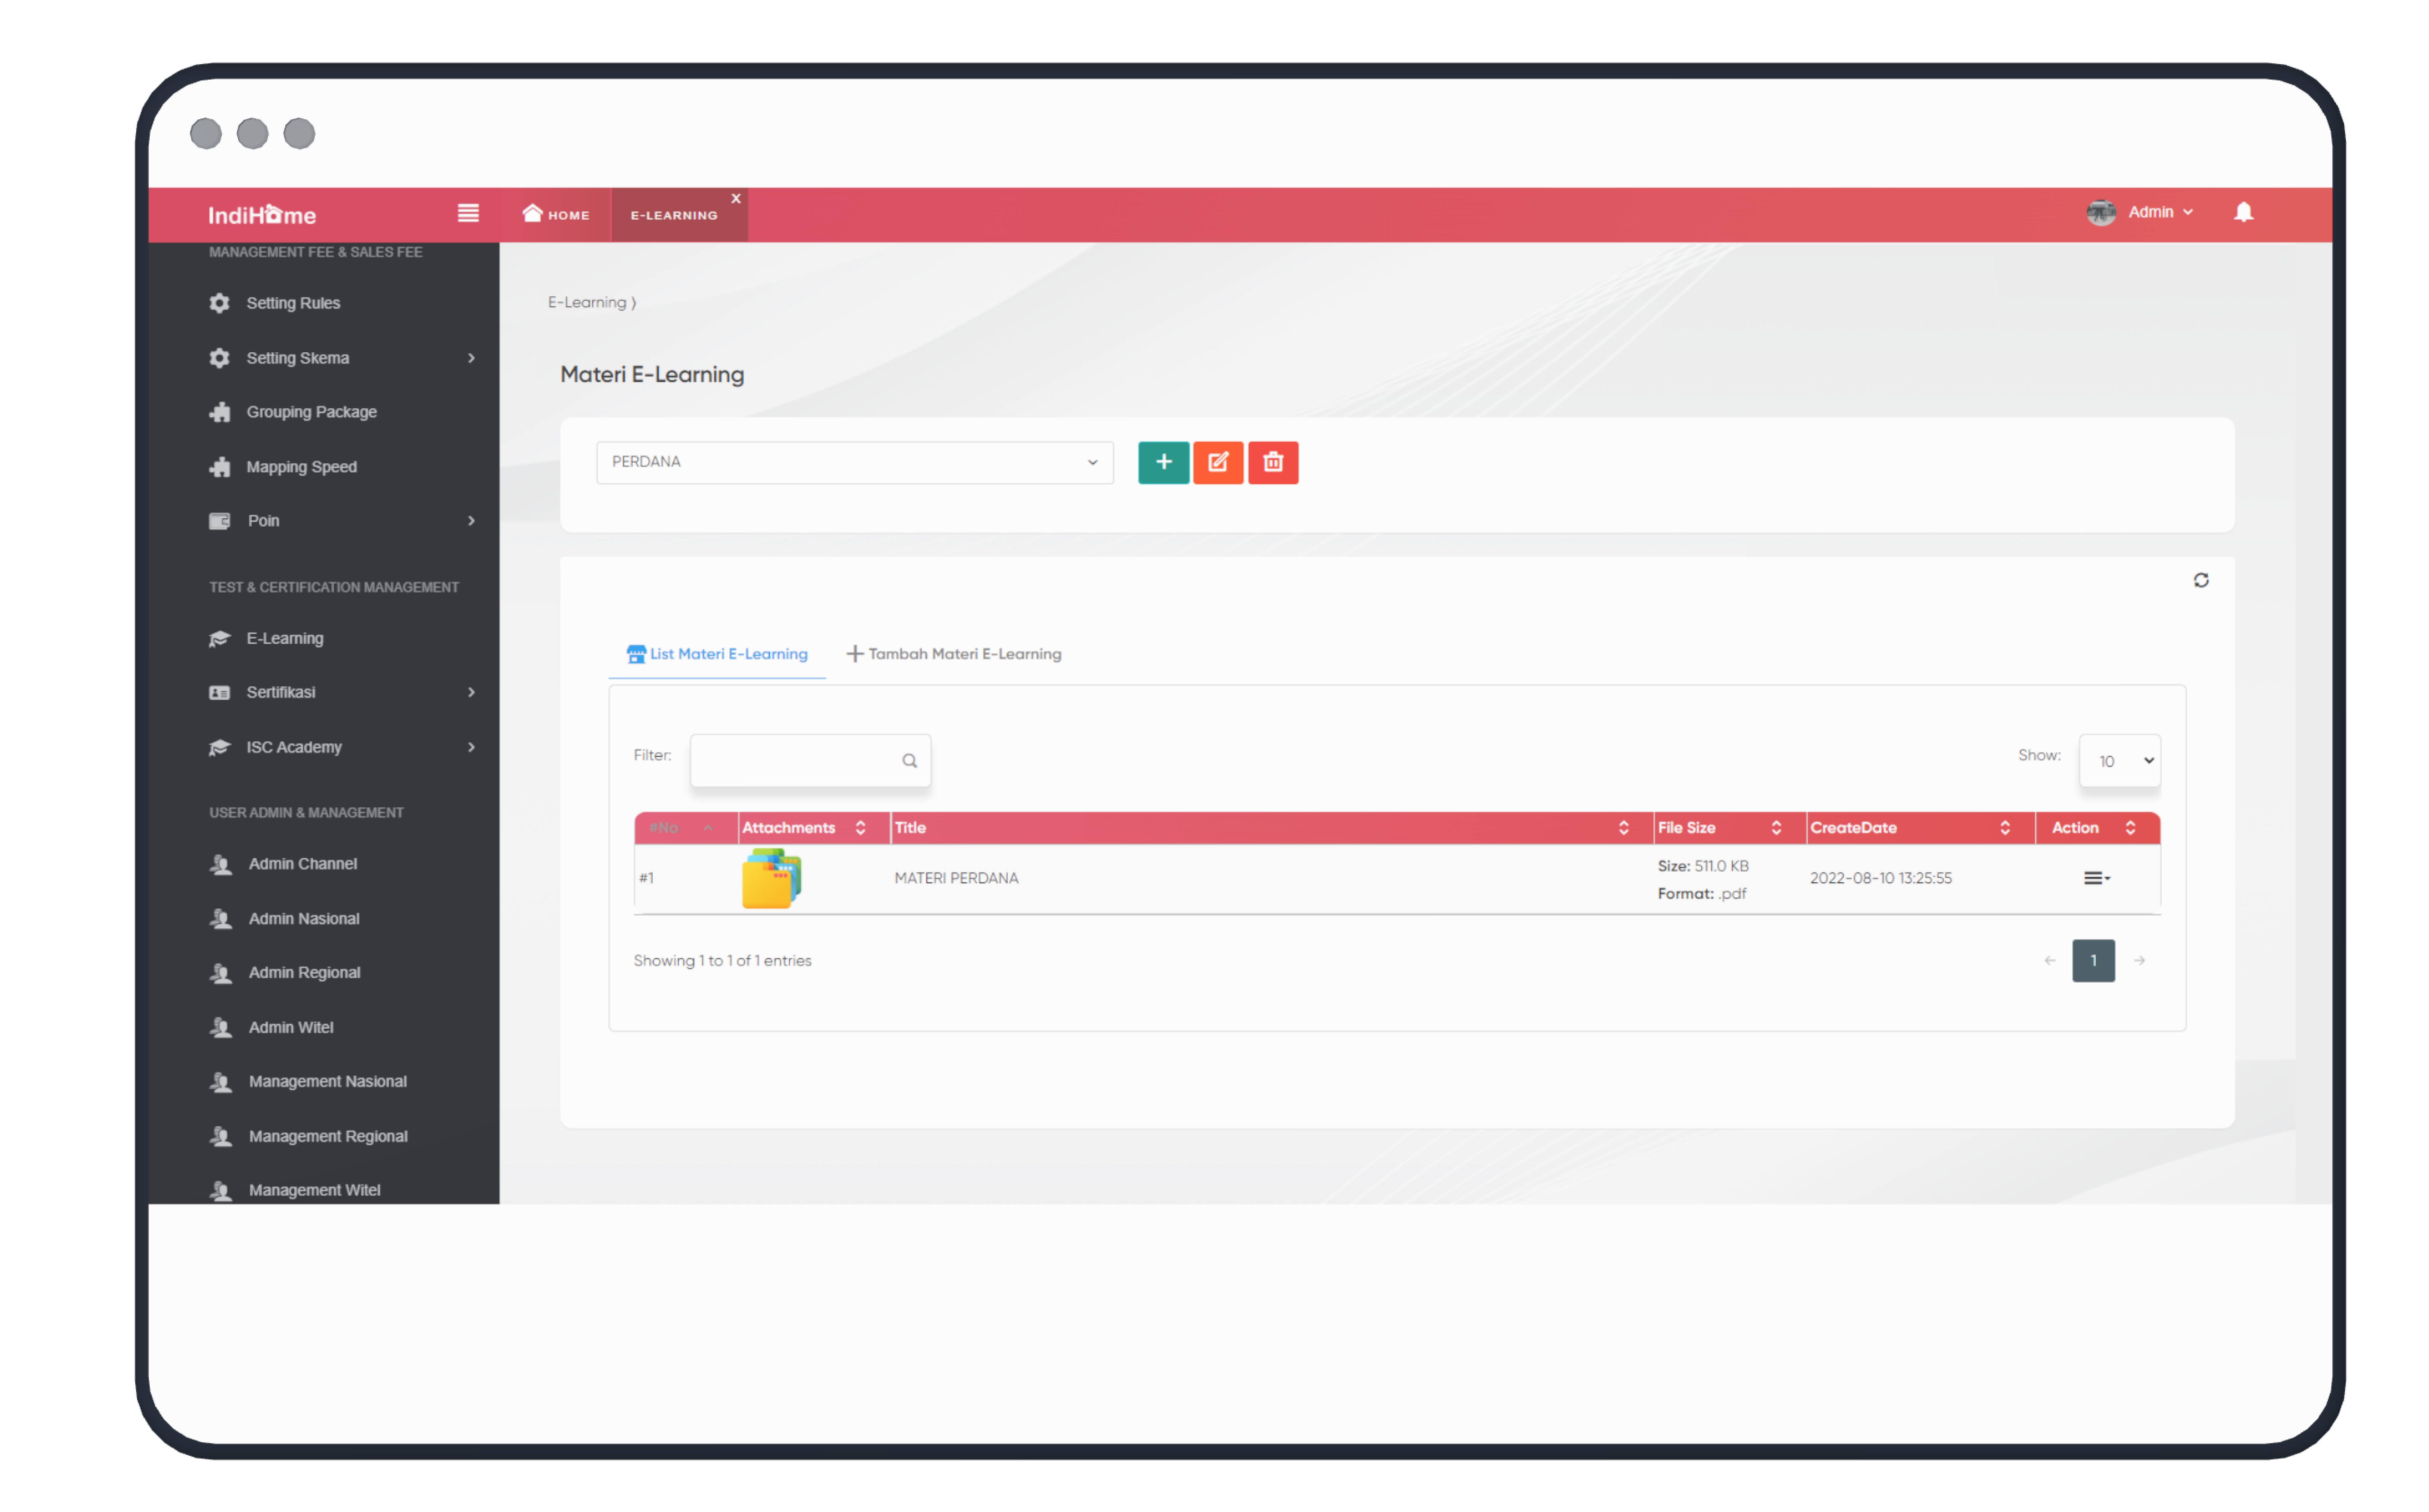 IndiHome
HOME
E-LEARNING
X
Admin
MANAGEMENT FEE & SALES FEE
Setting Rules
Setting Skema
Grouping Package
Mapping Speed
Poin
TEST & CERTIFICATION MANAGEMENT
E-Learning
Sertifikasi
ISC Academy
USER ADMIN & MANAGEMENT
Admin Channel
Admin Nasional
Admin Regional
Admin Witel
Management Nasional
Management Regional
Management Witel
E-Learning ⟩
Materi E-Learning
PERDANA
List Materi E-Learning
Tambah Materi E-Learning
Filter:
Show: 10
#No Attachments Title File Size CreateDate Action
#1 MATERI PERDANA Size: 511.0 KB 2022-08-10 13:25:55
Format: .pdf
Showing 1 to 1 of 1 entries
← 1 →